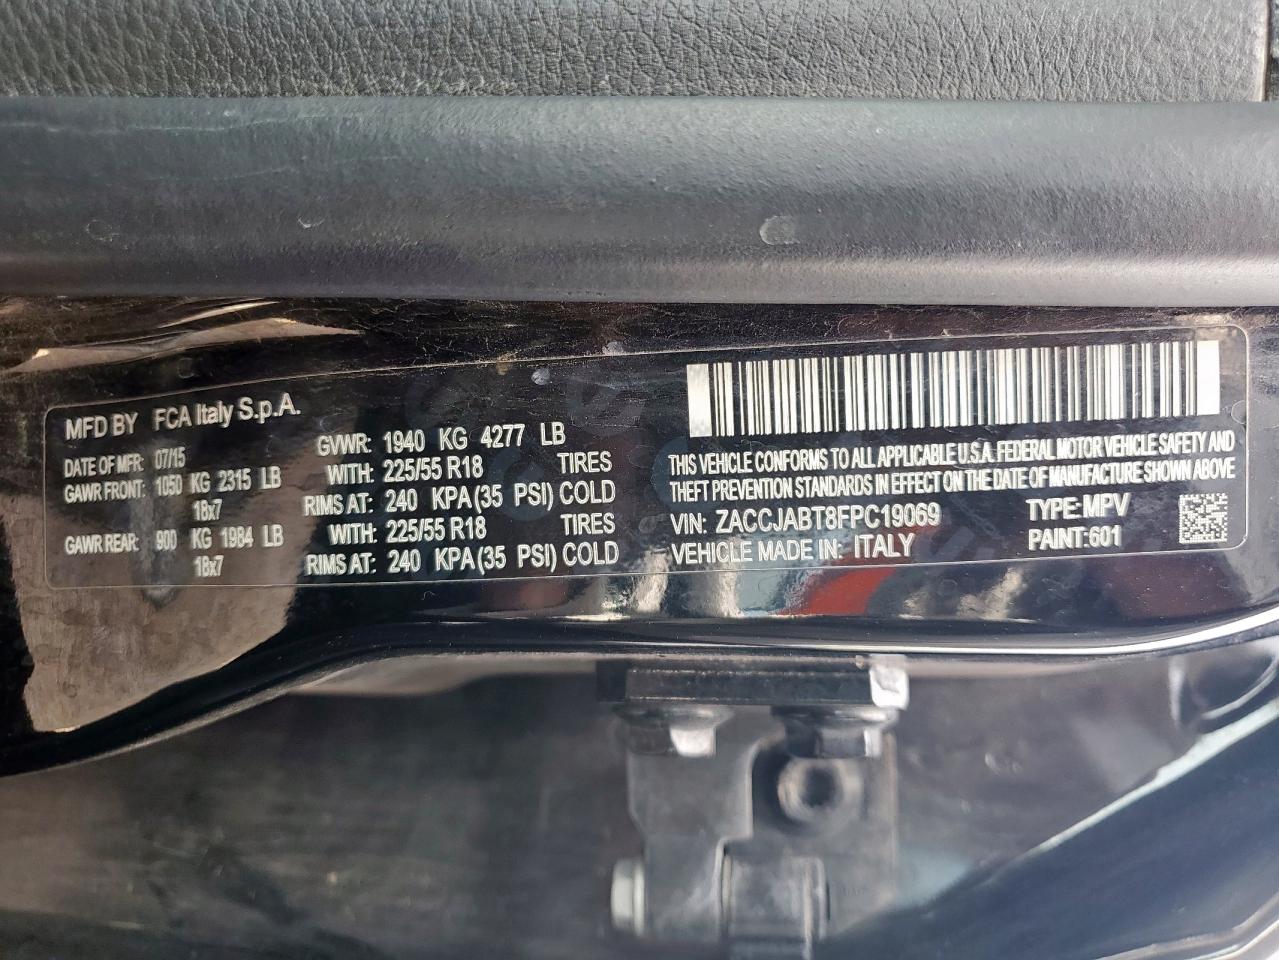 MFD BY FCA Italy S.p.A.
DATE OF MFR: 07/15 GVWR: 1940 KG 4277 LB
GAWR FRONT: 1050 KG 2315 LB WITH: 225/55 R18 TIRES
18x7 RIMS AT: 240 KPA(35 PSI) COLD
GAWR REAR: 900 KG 1984 LB WITH: 225/55 R18 TIRES
18x7 RIMS AT: 240 KPA(35 PSI) COLD
THIS VEHICLE CONFORMS TO ALL APPLICABLE U.S.A. FEDERAL MOTOR VEHICLE SAFETY AND
THEFT PREVENTION STANDARDS IN EFFECT ON THE DATE OF MANUFACTURE SHOWN ABOVE
VIN: ZACCJABT8FPC19069 TYPE:MPV
VEHICLE MADE IN: ITALY PAINT:601